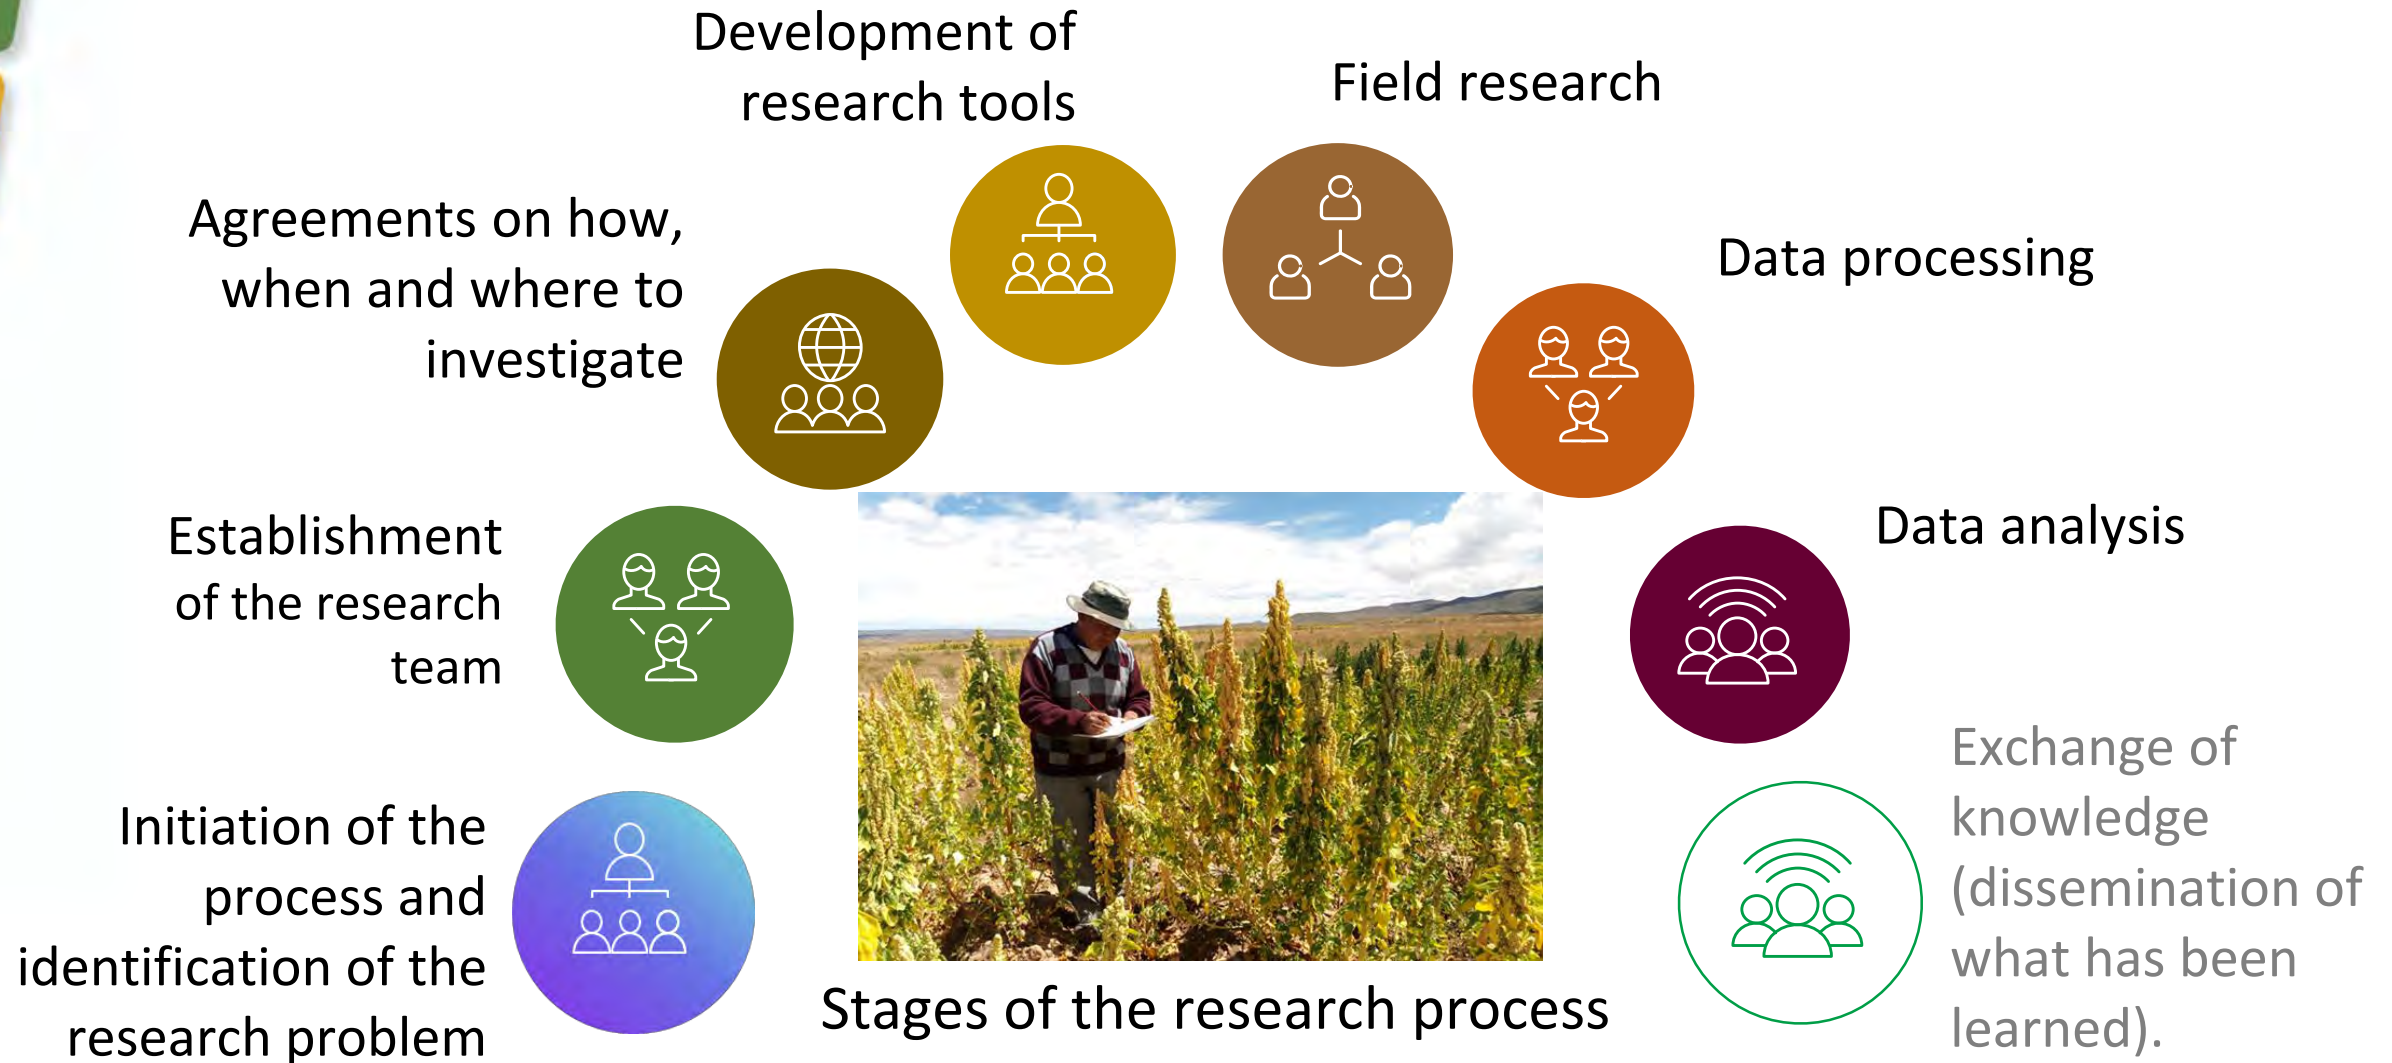 Development of
research tools
Field research
Agreements on how,
when and where to
investigate
Data processing
Establishment
of the research
team
Data analysis
Initiation of the
process and
identification of the
research problem
Exchange of
knowledge
(dissemination of
what has been
learned).
Stages of the research process